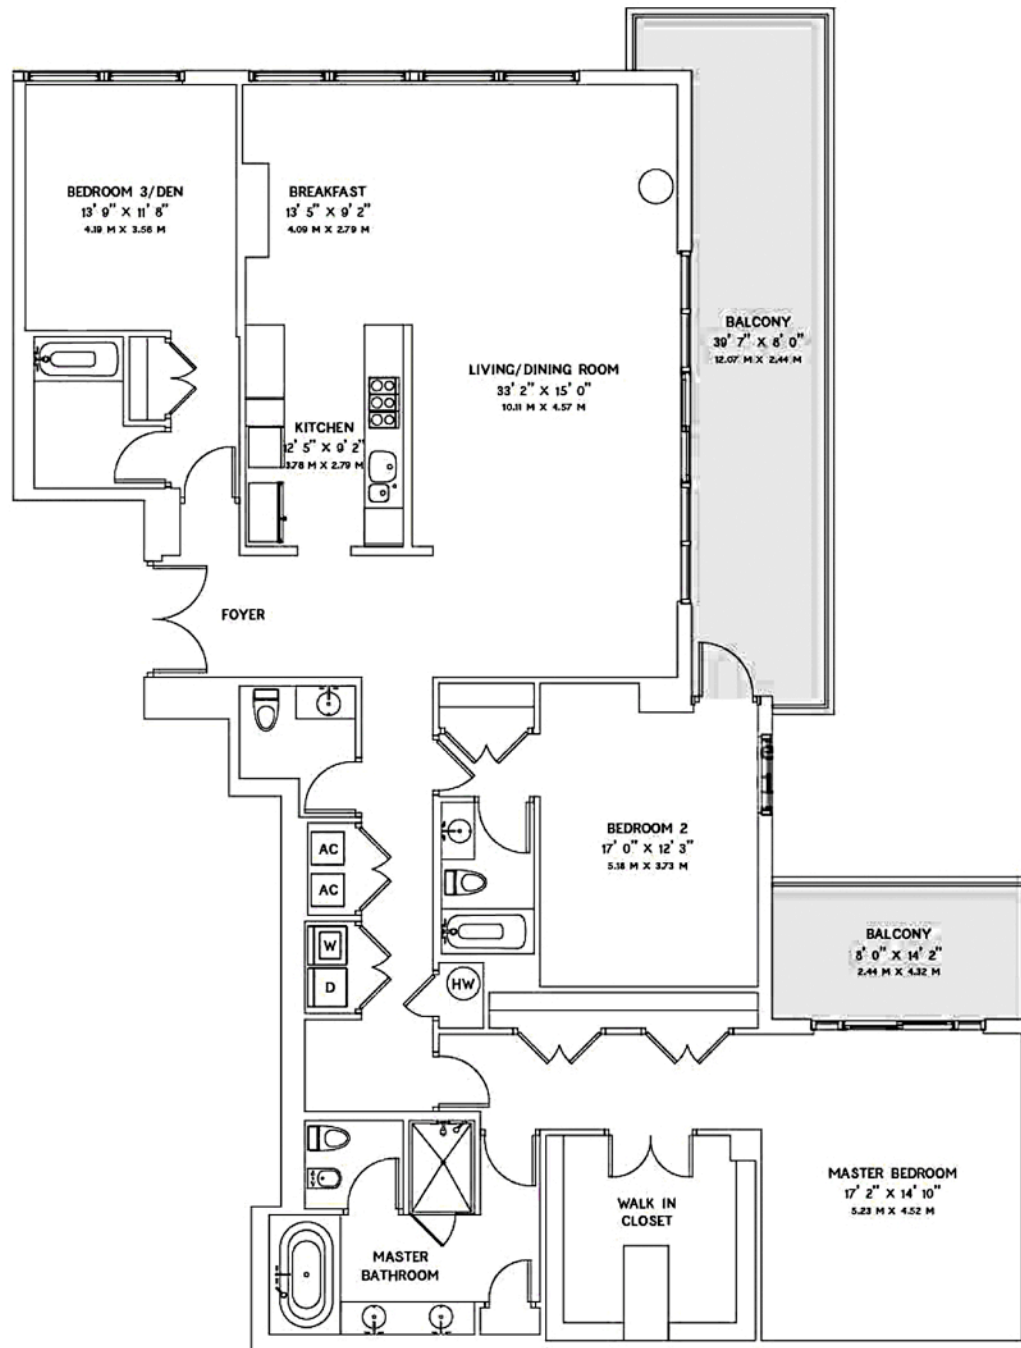 BEDROOM 3/DEN
13' 9" X 11' 8"
4.19 M X 3.56 M
BREAKFAST
13' 5" X 9' 2"
4.09 M X 2.79 M
BALCONY
39' 7" X 8' 0"
12.07 M X 2.44 M
LIVING/DINING ROOM
33' 2" X 15' 0"
10.11 M X 4.57 M
KITCHEN
12' 5" X 9' 2"
3.78 M X 2.79 M
FOYER
BEDROOM 2
17' 0" X 12' 3"
5.18 M X 3.73 M
AC
AC
W
D
HW
BALCONY
8' 0" X 14' 2"
2.44 M X 4.32 M
MASTER BEDROOM
17' 2" X 14' 10"
5.23 M X 4.52 M
WALK IN
CLOSET
MASTER
BATHROOM